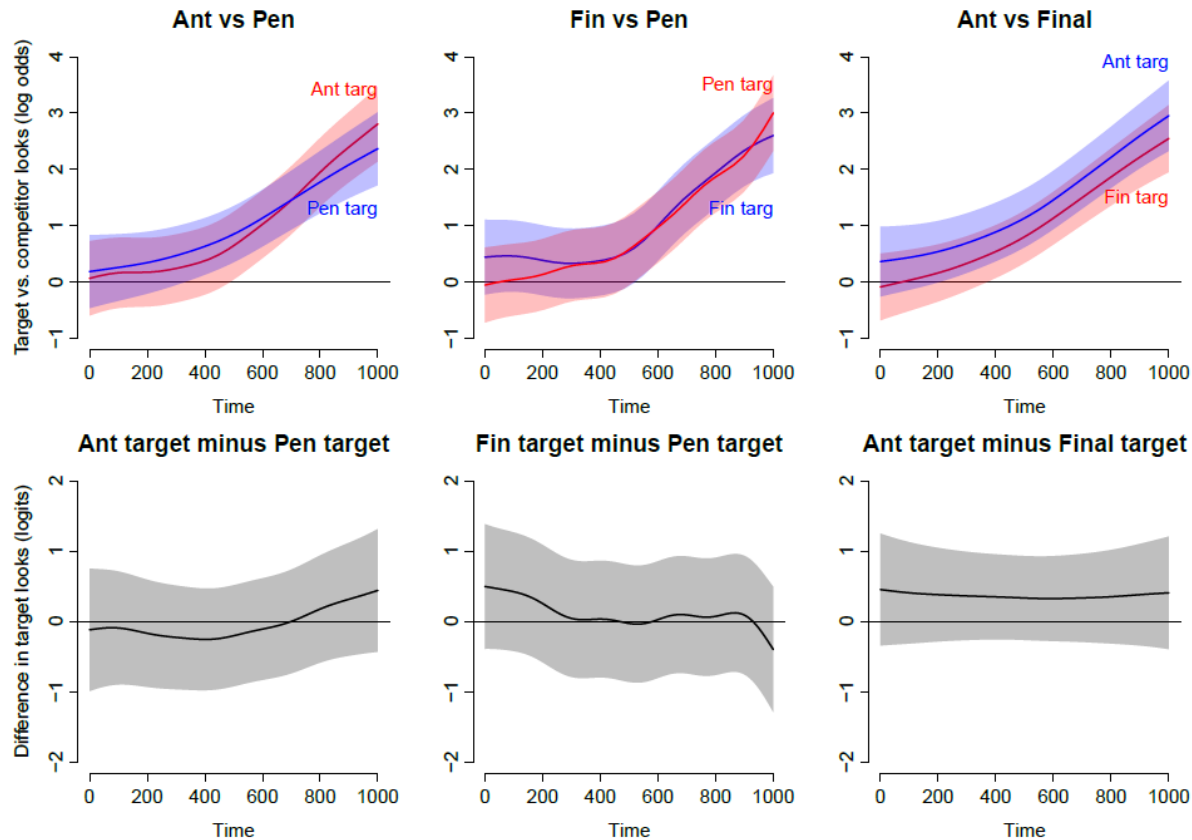 Ant vs Pen
Fin vs Pen
Ant vs Final
Target vs. competitor looks (log odds)
4
3
2
1
0
−1
Ant targ
Pen targ
0 200 400 600 800 1000
Time
4
3
2
1
0
−1
Pen targ
Fin targ
0 200 400 600 800 1000
Time
4
3
2
1
0
−1
Ant targ
Fin targ
0 200 400 600 800 1000
Time
Ant target minus Pen target
Fin target minus Pen target
Ant target minus Final target
Difference in target looks (logits)
2
1
0
−1
−2
0 200 400 600 800 1000
Time
2
1
0
−1
−2
0 200 400 600 800 1000
Time
2
1
0
−1
−2
0 200 400 600 800 1000
Time